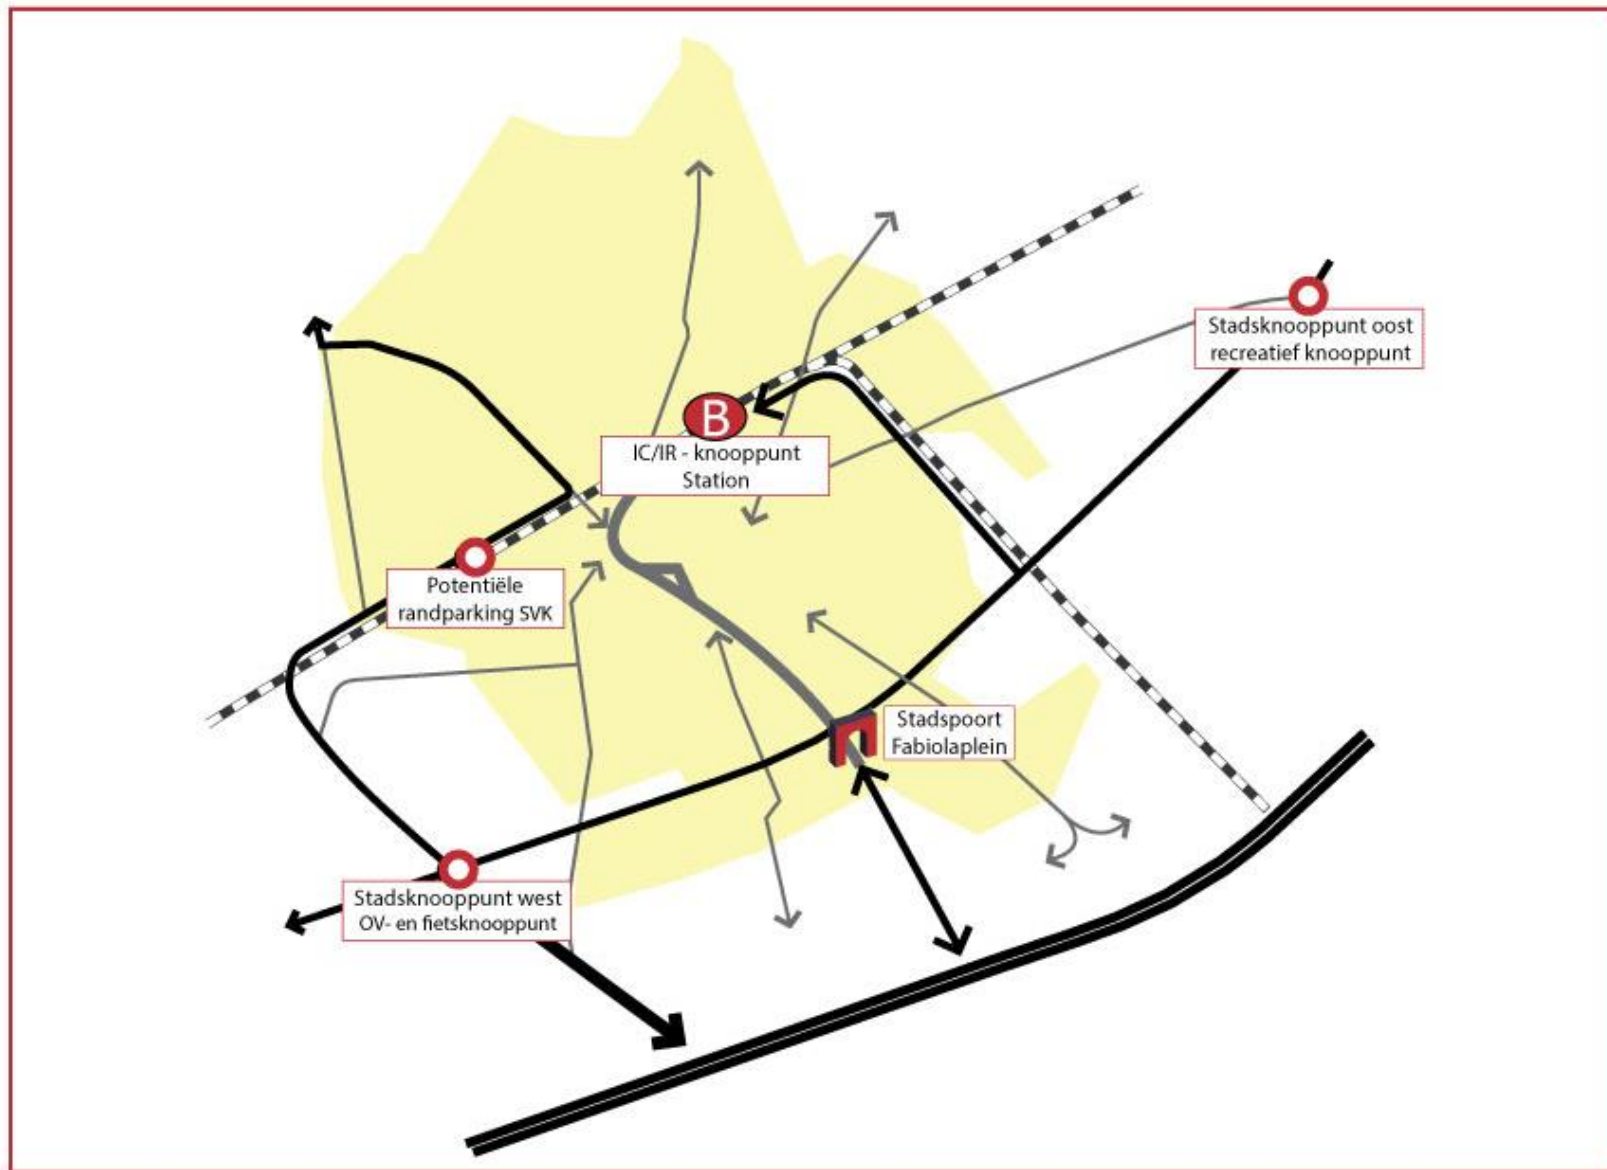 Stadsknooppunt oost
recreatief knooppunt
B
IC/IR - knooppunt
Station
Potentiële
randparking SVK
Stadspoort
Fabiolaplein
Stadsknooppunt west
OV- en fietsknooppunt